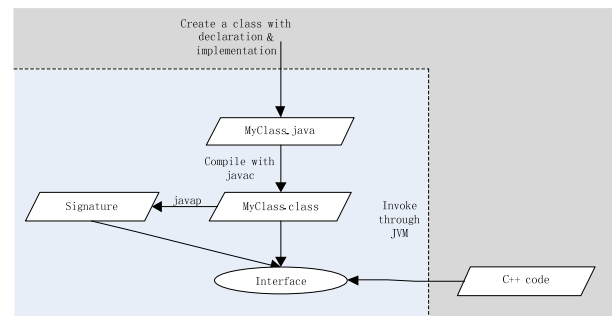 Create a class with
declaration &
implementation
MyClass.java
Compile with
javac
Signature
javap
MyClass.class
Invoke
through
JVM
Interface
C++ code